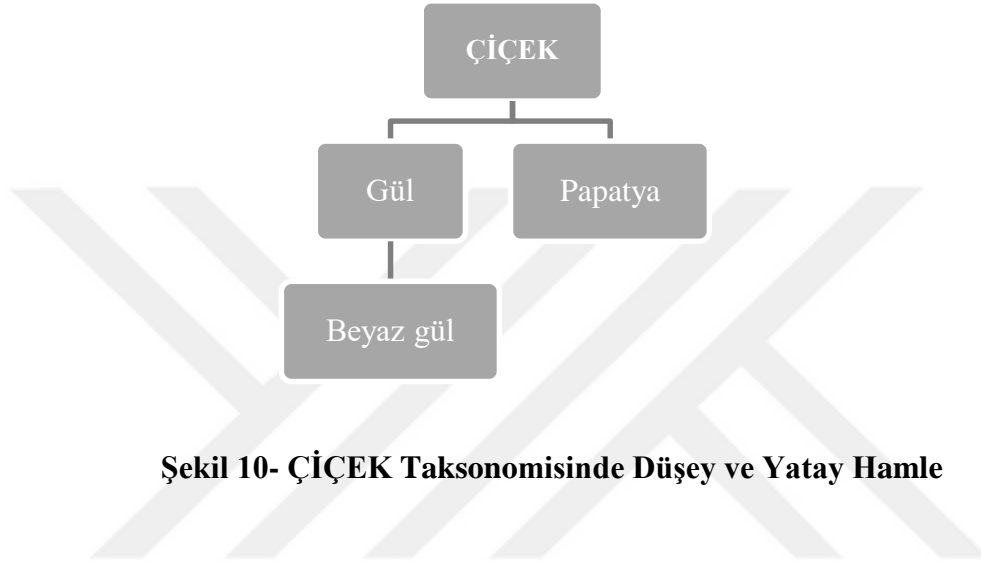 ÇİÇEK
Gül
Papatya
Beyaz gül
Şekil 10- ÇİÇEK Taksonomisinde Düşey ve Yatay Hamle